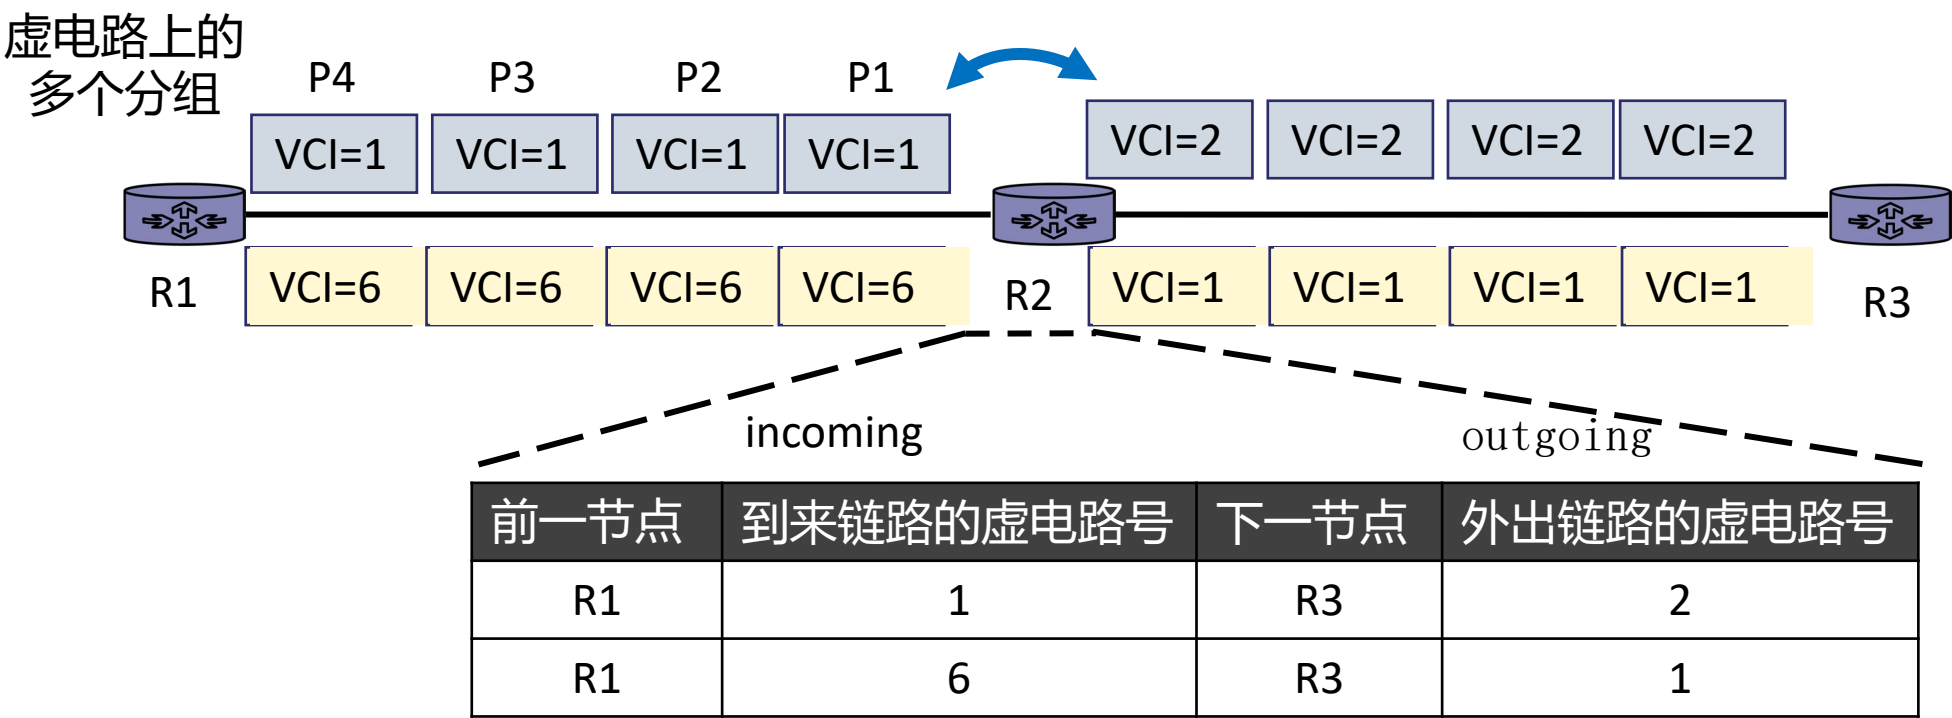 虚电路上的
多个分组
P4 P3 P2 P1
VCI=1 VCI=1 VCI=1 VCI=1 VCI=2 VCI=2 VCI=2 VCI=2
VCI=6 VCI=6 VCI=6 VCI=6 VCI=1 VCI=1 VCI=1 VCI=1
R1 R2 R3
incoming outgoing
前一节点 到来链路的虚电路号 下一节点 外出链路的虚电路号
R1 1 R3 2
R1 6 R3 1